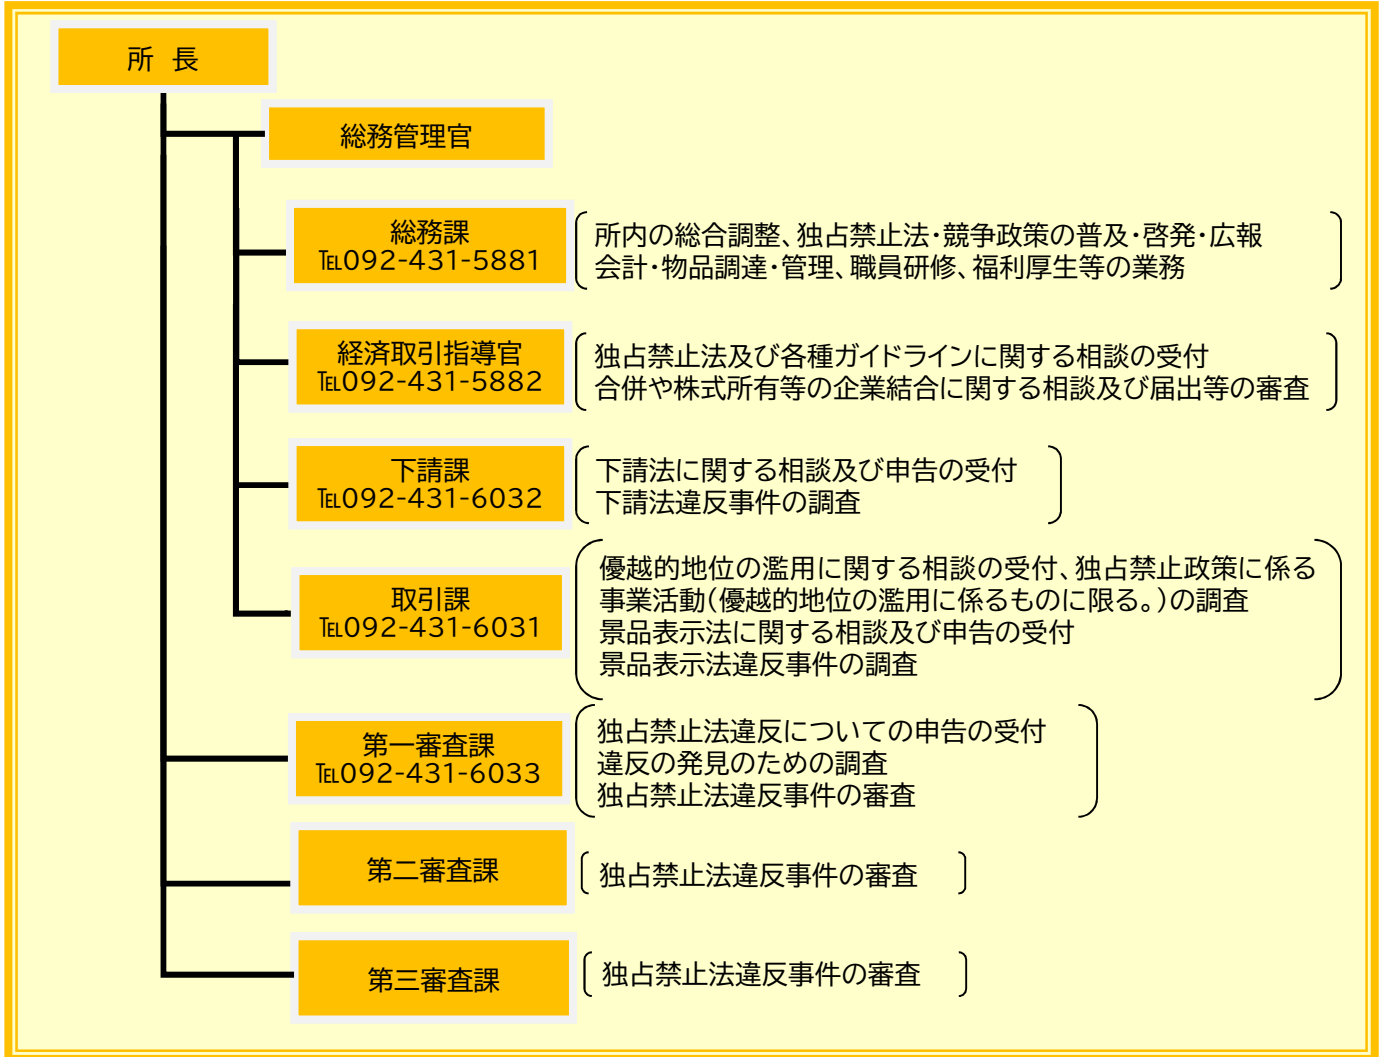 所 長
総務管理官
総務課
℡092-431-5881
所内の総合調整、独占禁止法・競争政策の普及・啓発・広報
会計・物品調達・管理、職員研修、福利厚生等の業務
経済取引指導官
℡092-431-5882
独占禁止法及び各種ガイドラインに関する相談の受付
合併や株式所有等の企業結合に関する相談及び届出等の審査
下請課
℡092-431-6032
下請法に関する相談及び申告の受付
下請法違反事件の調査
取引課
℡092-431-6031
優越的地位の濫用に関する相談の受付、独占禁止政策に係る
事業活動(優越的地位の濫用に係るものに限る。)の調査
景品表示法に関する相談及び申告の受付
景品表示法違反事件の調査
第一審査課
℡092-431-6033
独占禁止法違反についての申告の受付
違反の発見のための調査
独占禁止法違反事件の審査
第二審査課
独占禁止法違反事件の審査
第三審査課
独占禁止法違反事件の審査